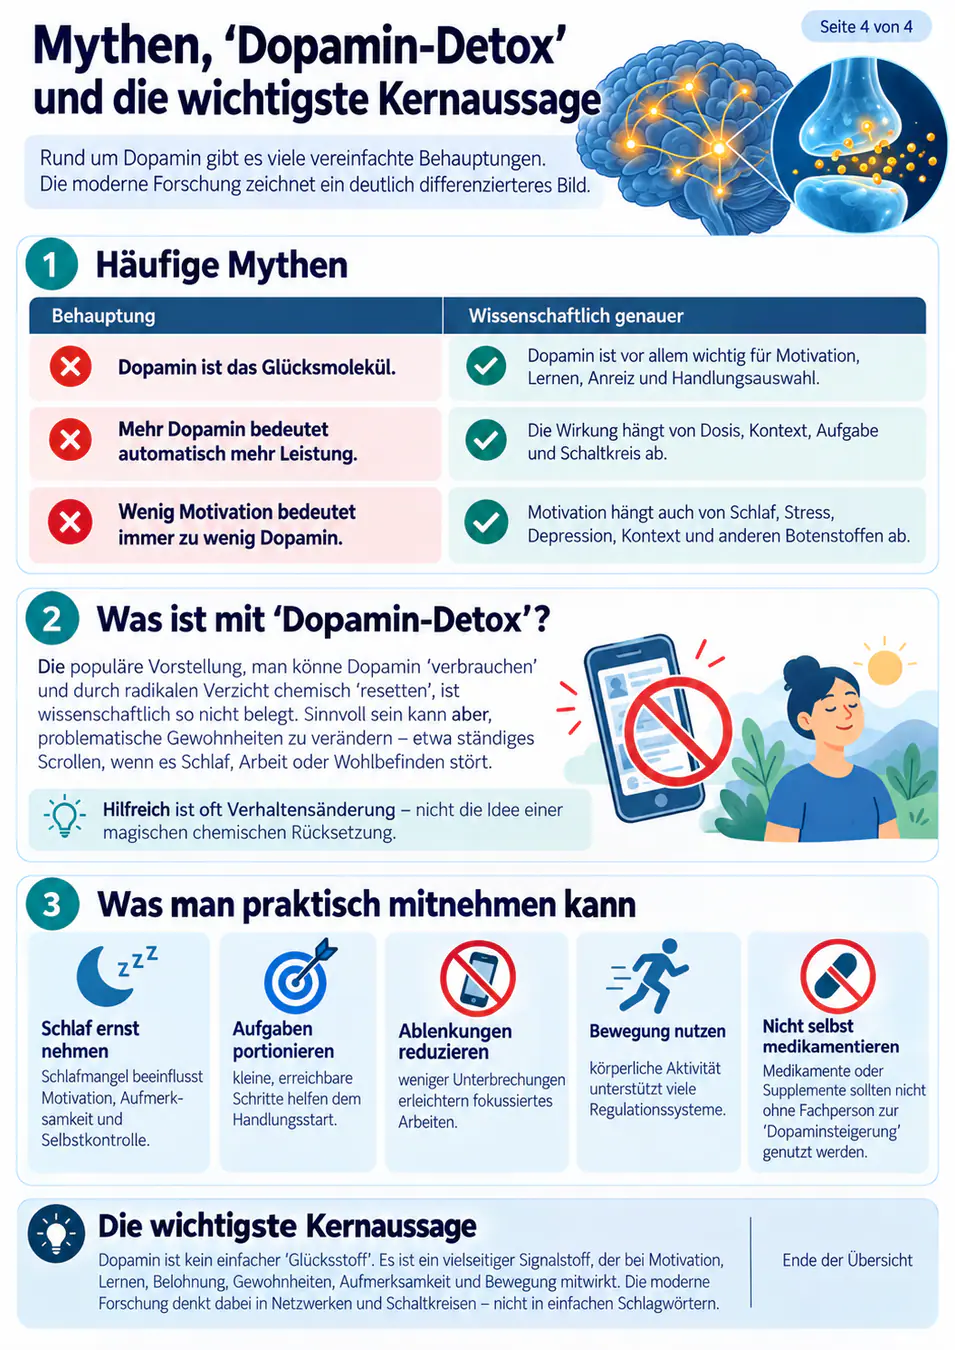 Seite 4 von 4
Mythen, ‘Dopamin-Detox’
und die wichtigste Kernaussage
Rund um Dopamin gibt es viele vereinfachte Behauptungen.
Die moderne Forschung zeichnet ein deutlich differenzierteres Bild.
1 Häufige Mythen
Behauptung
Wissenschaftlich genauer
Dopamin ist das Glücksmolekül.
Dopamin ist vor allem wichtig für Motivation,
Lernen, Anreiz und Handlungsauswahl.
Mehr Dopamin bedeutet
automatisch mehr Leistung.
Die Wirkung hängt von Dosis, Kontext, Aufgabe
und Schaltkreis ab.
Wenig Motivation bedeutet
immer zu wenig Dopamin.
Motivation hängt auch von Schlaf, Stress,
Depression, Kontext und anderen Botenstoffen ab.
2 Was ist mit ‘Dopamin-Detox’?
Die populäre Vorstellung, man könne Dopamin ‘verbrauchen’
und durch radikalen Verzicht chemisch ‘resetten’, ist
wissenschaftlich so nicht belegt. Sinnvoll sein kann aber,
problematische Gewohnheiten zu verändern – etwa ständiges
Scrollen, wenn es Schlaf, Arbeit oder Wohlbefinden stört.
Hilfreich ist oft Verhaltensänderung – nicht die Idee einer
magischen chemischen Rücksetzung.
3 Was man praktisch mitnehmen kann
zzz
Schlaf ernst
nehmen
Schlafmangel beeinflusst
Motivation, Aufmerk-
samkeit und
Selbstkontrolle.
Aufgaben
portionieren
kleine, erreichbare
Schritte helfen dem
Handlungsstart.
Ablenkungen
reduzieren
weniger Unterbrechungen
erleichtern fokussiertes
Arbeiten.
Bewegung nutzen
körperliche Aktivität
unterstützt viele
Regulationssysteme.
Nicht selbst
medikamentieren
Medikamente oder
Supplemente sollten nicht
ohne Fachperson zur
‘Dopaminsteigerung’
genutzt werden.
Die wichtigste Kernaussage
Dopamin ist kein einfacher ‘Glücksstoff’. Es ist ein vielseitiger Signalstoff, der bei Motivation,
Lernen, Belohnung, Gewohnheiten, Aufmerksamkeit und Bewegung mitwirkt. Die moderne
Forschung denkt dabei in Netzwerken und Schaltkreisen – nicht in einfachen Schlagwörtern.
Ende der Übersicht